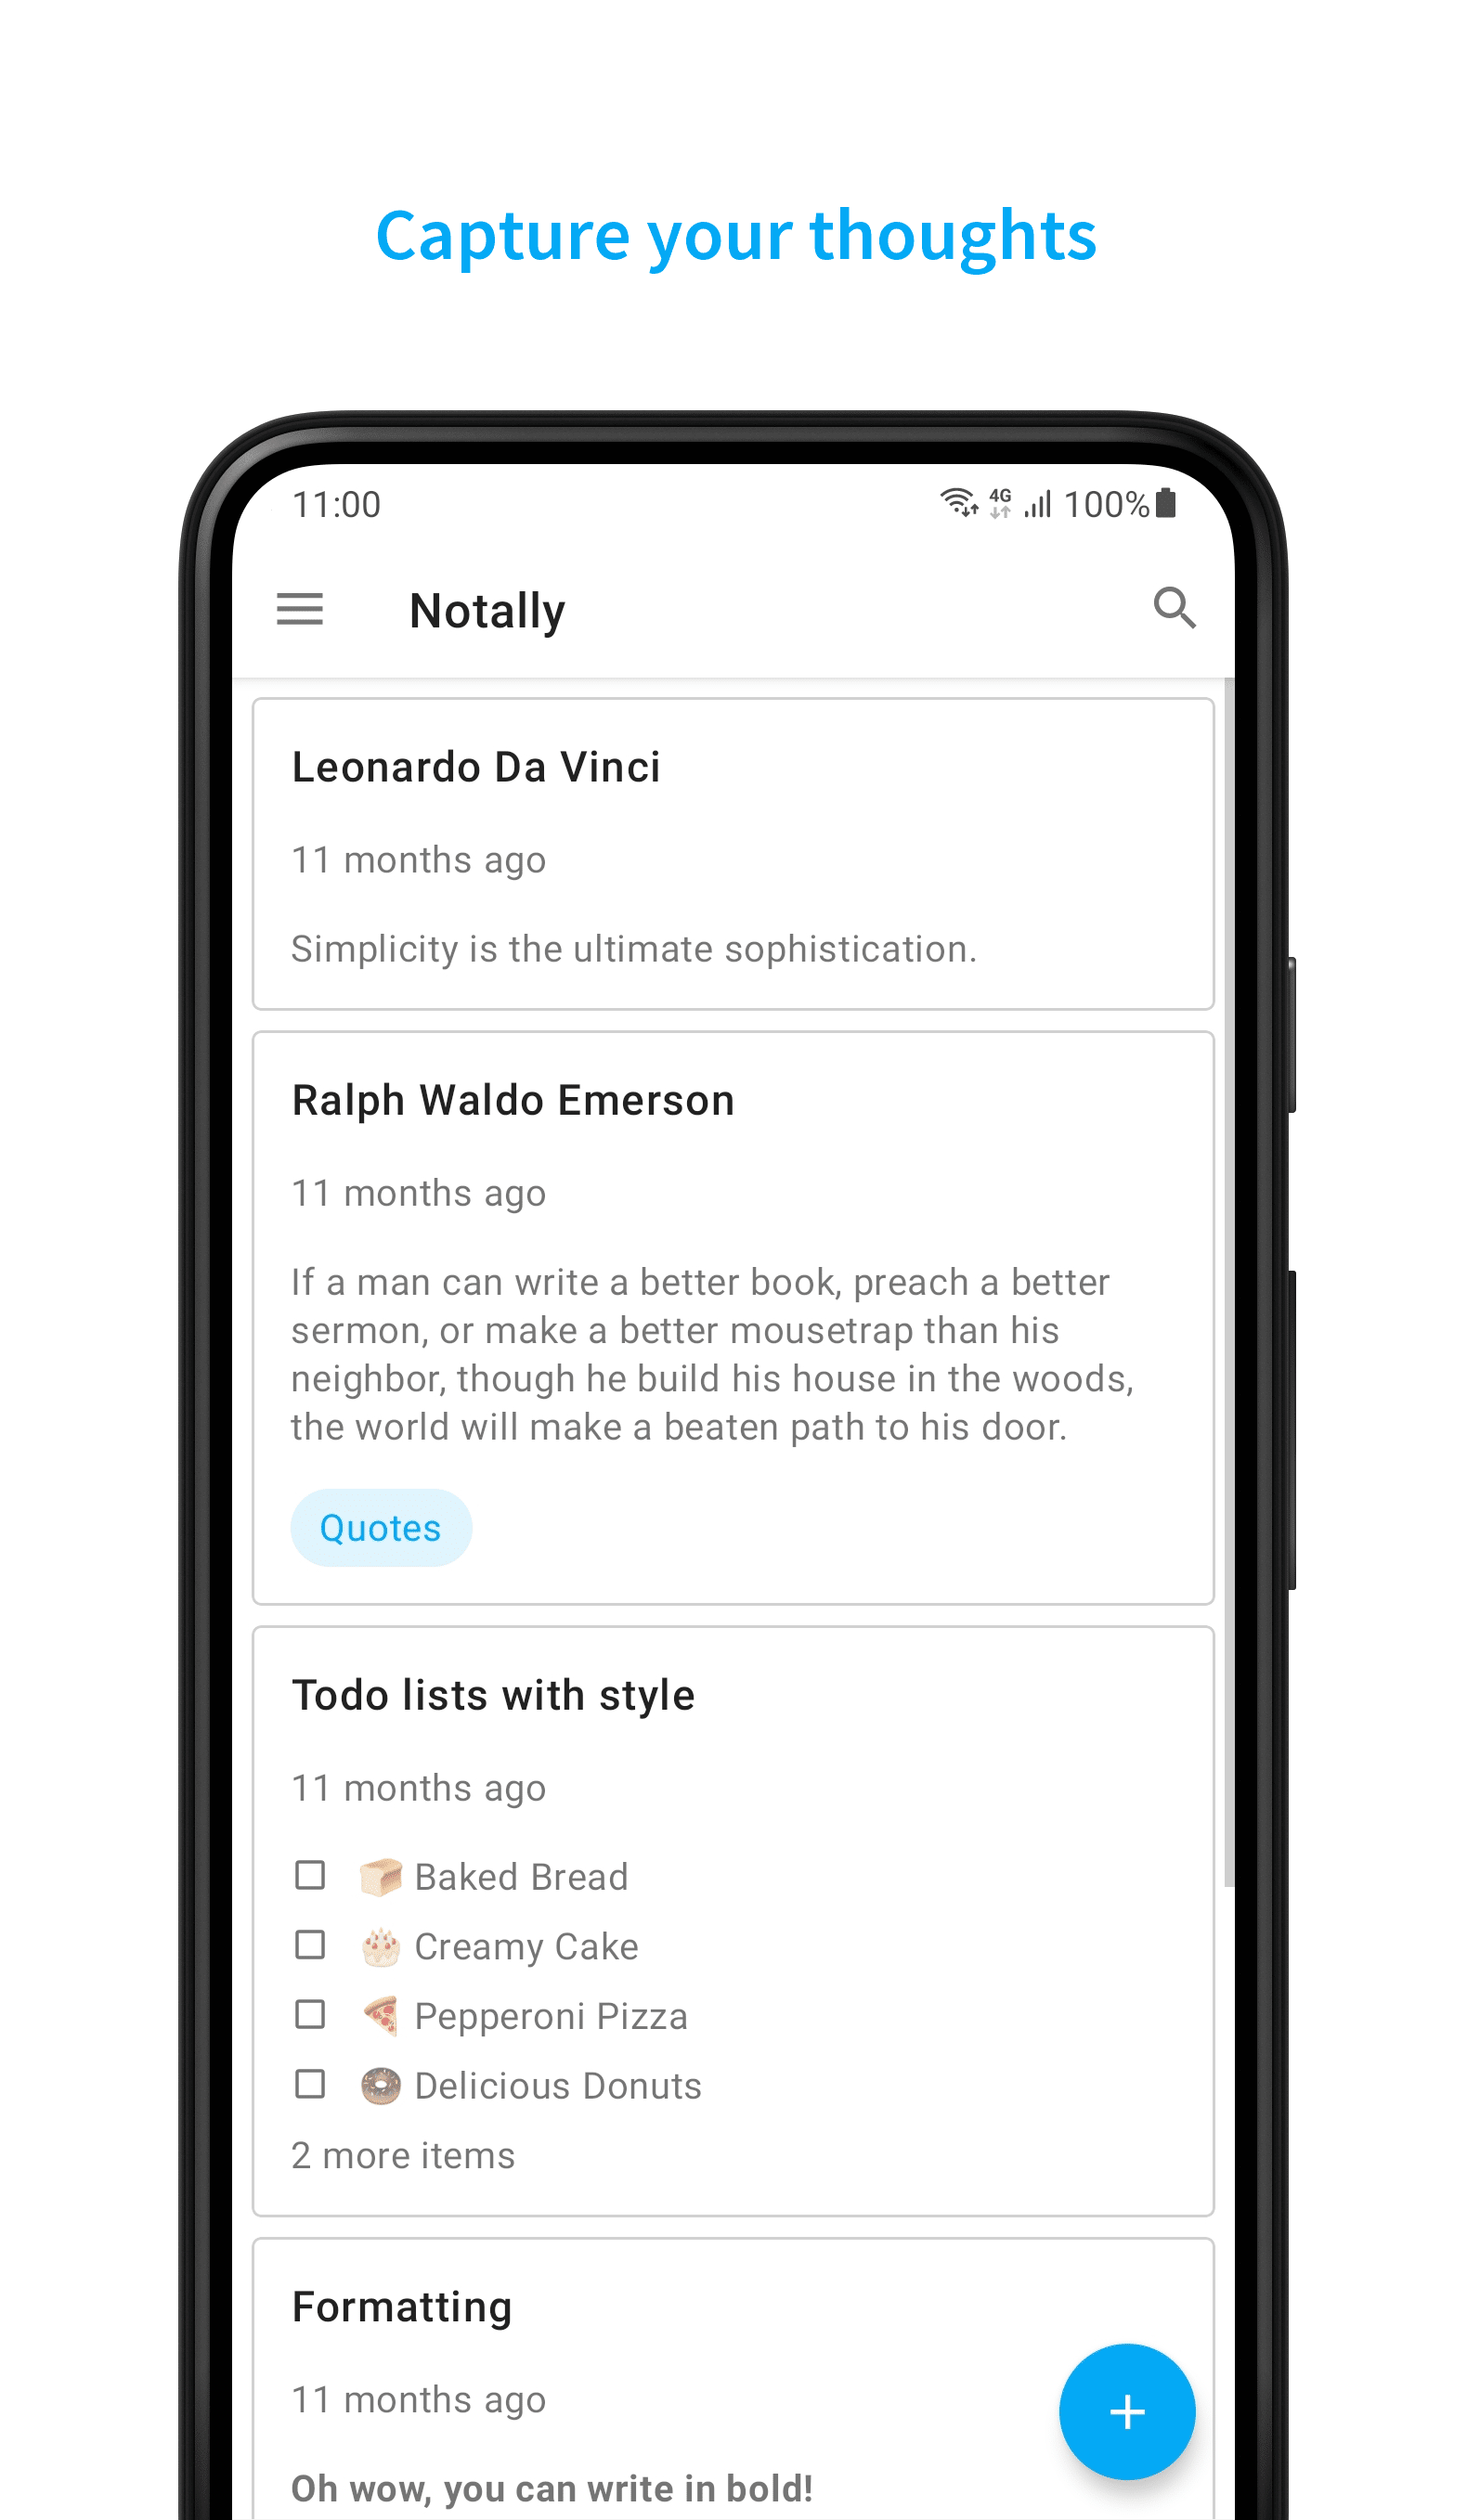 Capture your thoughts
11:00
4G
100%
Notally
Leonardo Da Vinci
11 months ago
Simplicity is the ultimate sophistication.
Ralph Waldo Emerson
11 months ago
If a man can write a better book, preach a better
sermon, or make a better mousetrap than his
neighbor, though he build his house in the woods,
the world will make a beaten path to his door.
Quotes
Todo lists with style
11 months ago
🍞 Baked Bread
🎂 Creamy Cake
🍕 Pepperoni Pizza
🍩 Delicious Donuts
2 more items
Formatting
11 months ago
Oh wow, you can write in bold!